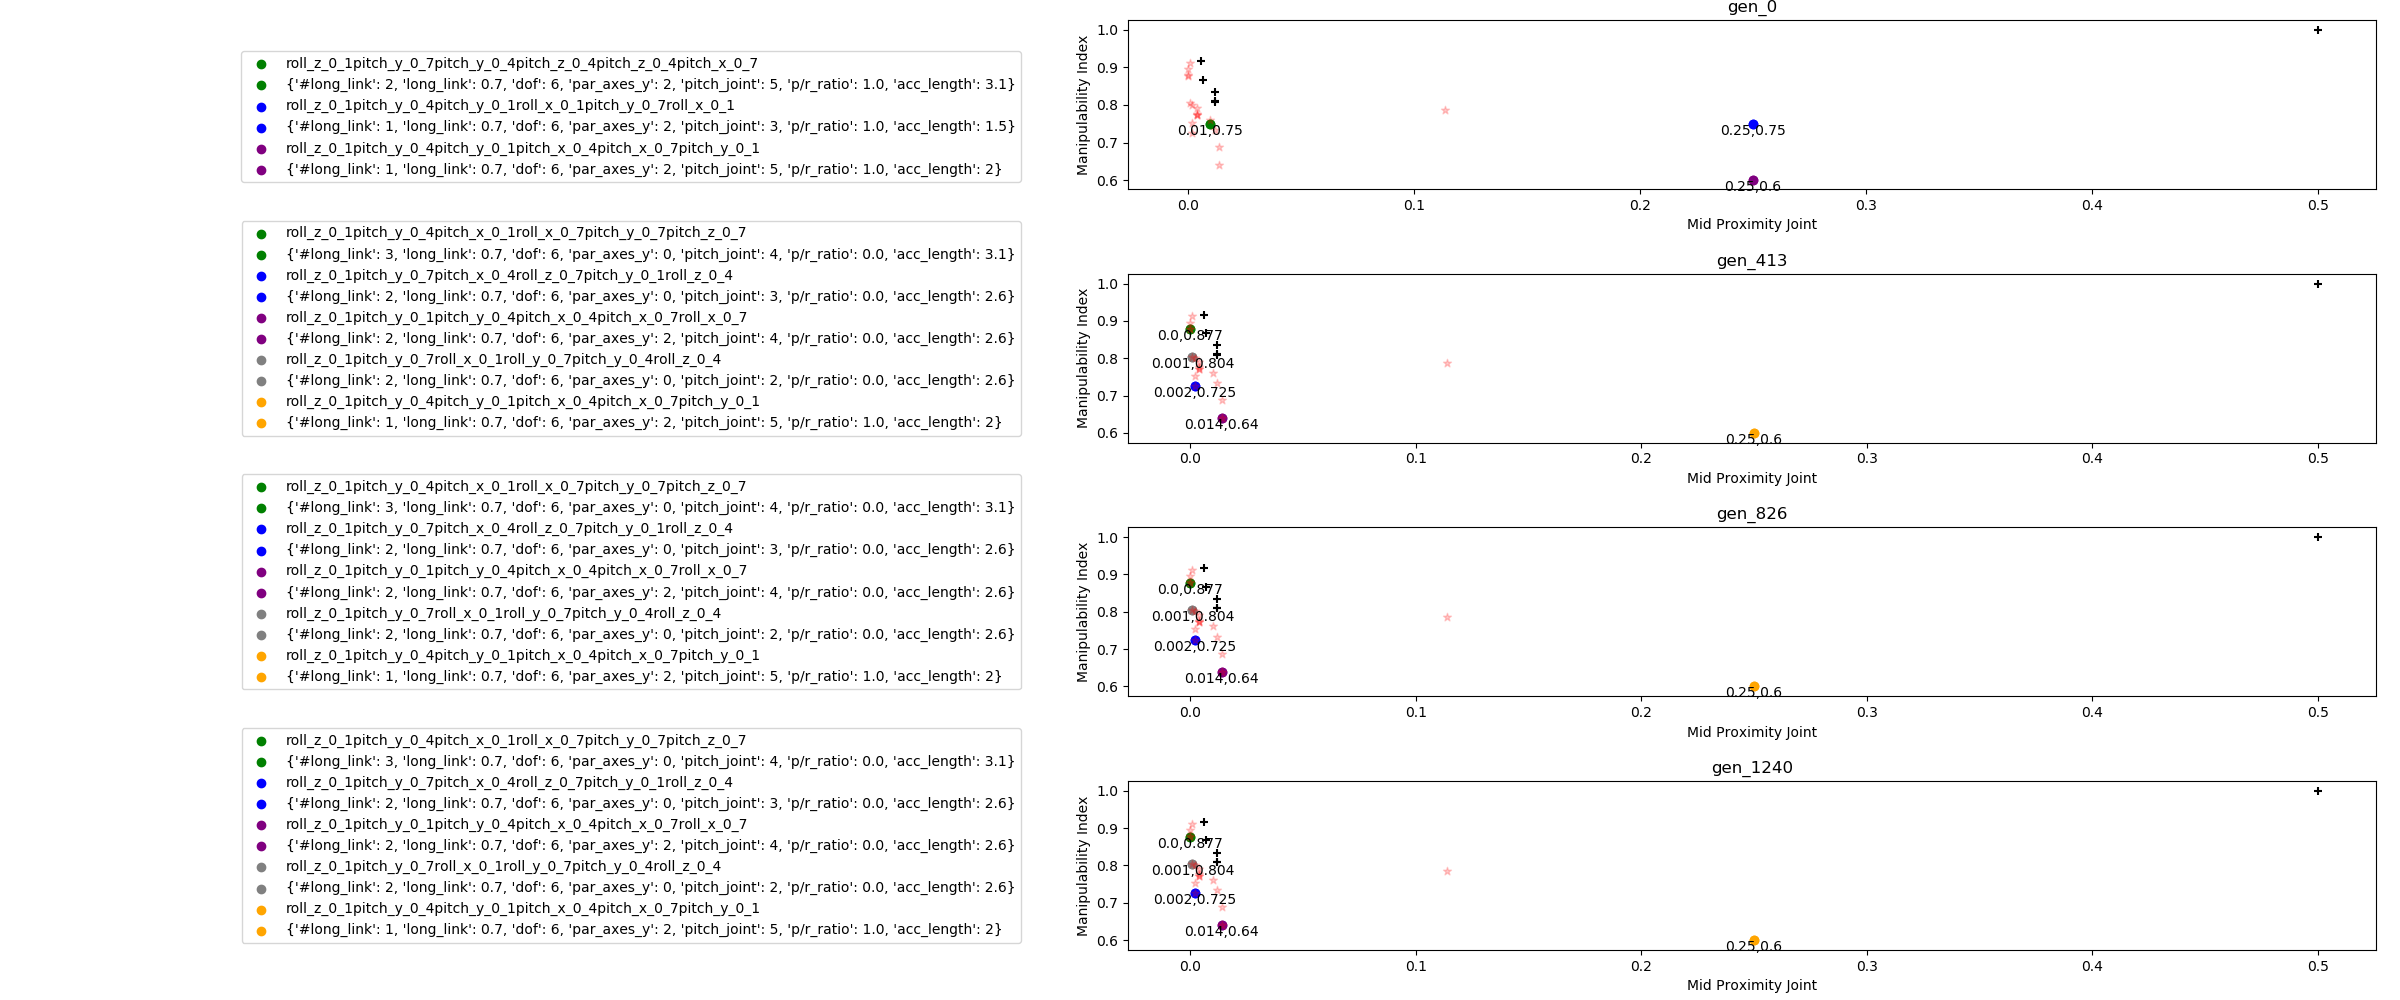 roll_z_0_1pitch_y_0_7pitch_y_0_4pitch_z_0_4pitch_z_0_4pitch_x_0_7
{'#long_link': 2, 'long_link': 0.7, 'dof': 6, 'par_axes_y': 2, 'pitch_joint': 5, 'p/r_ratio': 1.0, 'acc_length': 3.1}
roll_z_0_1pitch_y_0_4pitch_y_0_1roll_x_0_1pitch_y_0_7roll_x_0_1
{'#long_link': 1, 'long_link': 0.7, 'dof': 6, 'par_axes_y': 2, 'pitch_joint': 3, 'p/r_ratio': 1.0, 'acc_length': 1.5}
roll_z_0_1pitch_y_0_4pitch_y_0_1pitch_x_0_4pitch_x_0_7pitch_y_0_1
{'#long_link': 1, 'long_link': 0.7, 'dof': 6, 'par_axes_y': 2, 'pitch_joint': 5, 'p/r_ratio': 1.0, 'acc_length': 2}
gen_0
Manipulability Index
1.0
0.9
0.8
0.7
0.6
0.01,0.75
0.25,0.75
0.25,0.6
0.0 0.1 0.2 0.3 0.4 0.5
Mid Proximity Joint
roll_z_0_1pitch_y_0_4pitch_x_0_1roll_x_0_7pitch_y_0_7pitch_z_0_7
{'#long_link': 3, 'long_link': 0.7, 'dof': 6, 'par_axes_y': 0, 'pitch_joint': 4, 'p/r_ratio': 0.0, 'acc_length': 3.1}
roll_z_0_1pitch_y_0_7pitch_x_0_4roll_z_0_7pitch_y_0_1roll_z_0_4
{'#long_link': 2, 'long_link': 0.7, 'dof': 6, 'par_axes_y': 0, 'pitch_joint': 3, 'p/r_ratio': 0.0, 'acc_length': 2.6}
roll_z_0_1pitch_y_0_1pitch_y_0_4pitch_x_0_4pitch_x_0_7roll_x_0_7
{'#long_link': 2, 'long_link': 0.7, 'dof': 6, 'par_axes_y': 2, 'pitch_joint': 4, 'p/r_ratio': 0.0, 'acc_length': 2.6}
roll_z_0_1pitch_y_0_7roll_x_0_1roll_y_0_7pitch_y_0_4roll_z_0_4
{'#long_link': 2, 'long_link': 0.7, 'dof': 6, 'par_axes_y': 0, 'pitch_joint': 2, 'p/r_ratio': 0.0, 'acc_length': 2.6}
roll_z_0_1pitch_y_0_4pitch_y_0_1pitch_x_0_4pitch_x_0_7pitch_y_0_1
{'#long_link': 1, 'long_link': 0.7, 'dof': 6, 'par_axes_y': 2, 'pitch_joint': 5, 'p/r_ratio': 1.0, 'acc_length': 2}
gen_413
Manipulability Index
1.0
0.9
0.8
0.7
0.6
0.0,0.877
0.001,0.804
0.002,0.725
0.014,0.64
0.25,0.6
0.0 0.1 0.2 0.3 0.4 0.5
Mid Proximity Joint
roll_z_0_1pitch_y_0_4pitch_x_0_1roll_x_0_7pitch_y_0_7pitch_z_0_7
{'#long_link': 3, 'long_link': 0.7, 'dof': 6, 'par_axes_y': 0, 'pitch_joint': 4, 'p/r_ratio': 0.0, 'acc_length': 3.1}
roll_z_0_1pitch_y_0_7pitch_x_0_4roll_z_0_7pitch_y_0_1roll_z_0_4
{'#long_link': 2, 'long_link': 0.7, 'dof': 6, 'par_axes_y': 0, 'pitch_joint': 3, 'p/r_ratio': 0.0, 'acc_length': 2.6}
roll_z_0_1pitch_y_0_1pitch_y_0_4pitch_x_0_4pitch_x_0_7roll_x_0_7
{'#long_link': 2, 'long_link': 0.7, 'dof': 6, 'par_axes_y': 2, 'pitch_joint': 4, 'p/r_ratio': 0.0, 'acc_length': 2.6}
roll_z_0_1pitch_y_0_7roll_x_0_1roll_y_0_7pitch_y_0_4roll_z_0_4
{'#long_link': 2, 'long_link': 0.7, 'dof': 6, 'par_axes_y': 0, 'pitch_joint': 2, 'p/r_ratio': 0.0, 'acc_length': 2.6}
roll_z_0_1pitch_y_0_4pitch_y_0_1pitch_x_0_4pitch_x_0_7pitch_y_0_1
{'#long_link': 1, 'long_link': 0.7, 'dof': 6, 'par_axes_y': 2, 'pitch_joint': 5, 'p/r_ratio': 1.0, 'acc_length': 2}
gen_826
Manipulability Index
1.0
0.9
0.8
0.7
0.6
0.0,0.877
0.001,0.804
0.002,0.725
0.014,0.64
0.25,0.6
0.0 0.1 0.2 0.3 0.4 0.5
Mid Proximity Joint
roll_z_0_1pitch_y_0_4pitch_x_0_1roll_x_0_7pitch_y_0_7pitch_z_0_7
{'#long_link': 3, 'long_link': 0.7, 'dof': 6, 'par_axes_y': 0, 'pitch_joint': 4, 'p/r_ratio': 0.0, 'acc_length': 3.1}
roll_z_0_1pitch_y_0_7pitch_x_0_4roll_z_0_7pitch_y_0_1roll_z_0_4
{'#long_link': 2, 'long_link': 0.7, 'dof': 6, 'par_axes_y': 0, 'pitch_joint': 3, 'p/r_ratio': 0.0, 'acc_length': 2.6}
roll_z_0_1pitch_y_0_1pitch_y_0_4pitch_x_0_4pitch_x_0_7roll_x_0_7
{'#long_link': 2, 'long_link': 0.7, 'dof': 6, 'par_axes_y': 2, 'pitch_joint': 4, 'p/r_ratio': 0.0, 'acc_length': 2.6}
roll_z_0_1pitch_y_0_7roll_x_0_1roll_y_0_7pitch_y_0_4roll_z_0_4
{'#long_link': 2, 'long_link': 0.7, 'dof': 6, 'par_axes_y': 0, 'pitch_joint': 2, 'p/r_ratio': 0.0, 'acc_length': 2.6}
roll_z_0_1pitch_y_0_4pitch_y_0_1pitch_x_0_4pitch_x_0_7pitch_y_0_1
{'#long_link': 1, 'long_link': 0.7, 'dof': 6, 'par_axes_y': 2, 'pitch_joint': 5, 'p/r_ratio': 1.0, 'acc_length': 2}
gen_1240
Manipulability Index
1.0
0.9
0.8
0.7
0.6
0.0,0.877
0.001,0.804
0.002,0.725
0.014,0.64
0.25,0.6
0.0 0.1 0.2 0.3 0.4 0.5
Mid Proximity Joint